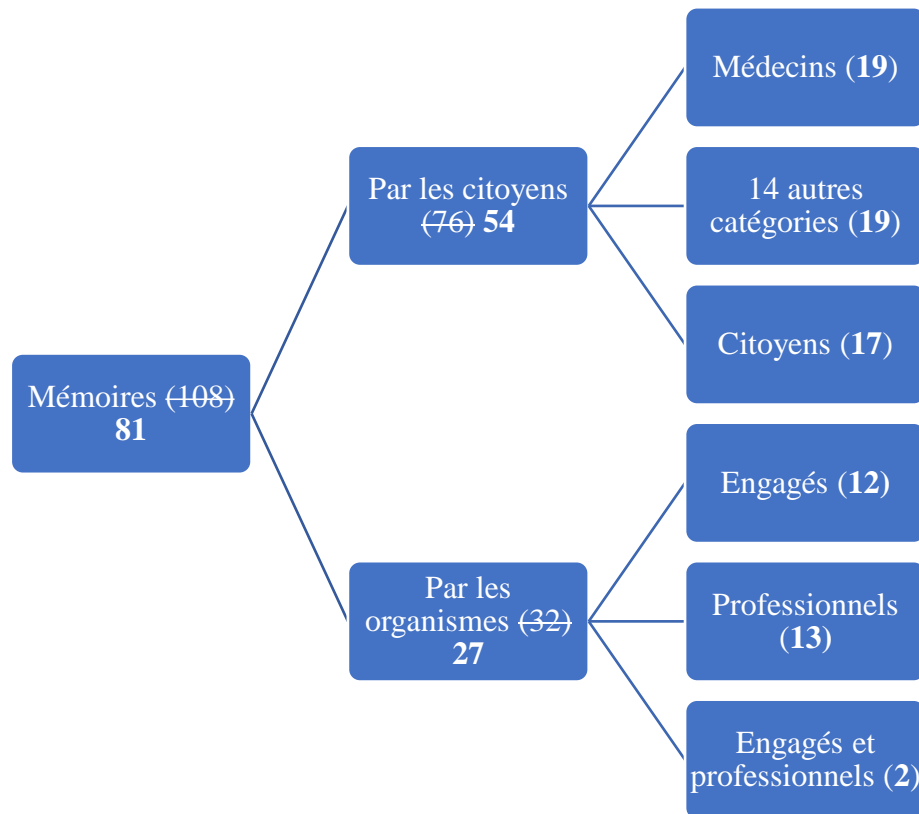 Médecins (19)
14 autres
catégories (19)
Par les citoyens
(76) 54
Citoyens (17)
Mémoires (108)
81
Engagés (12)
Par les
organismes (32)
27
Professionnels
(13)
Engagés et
professionnels (2)